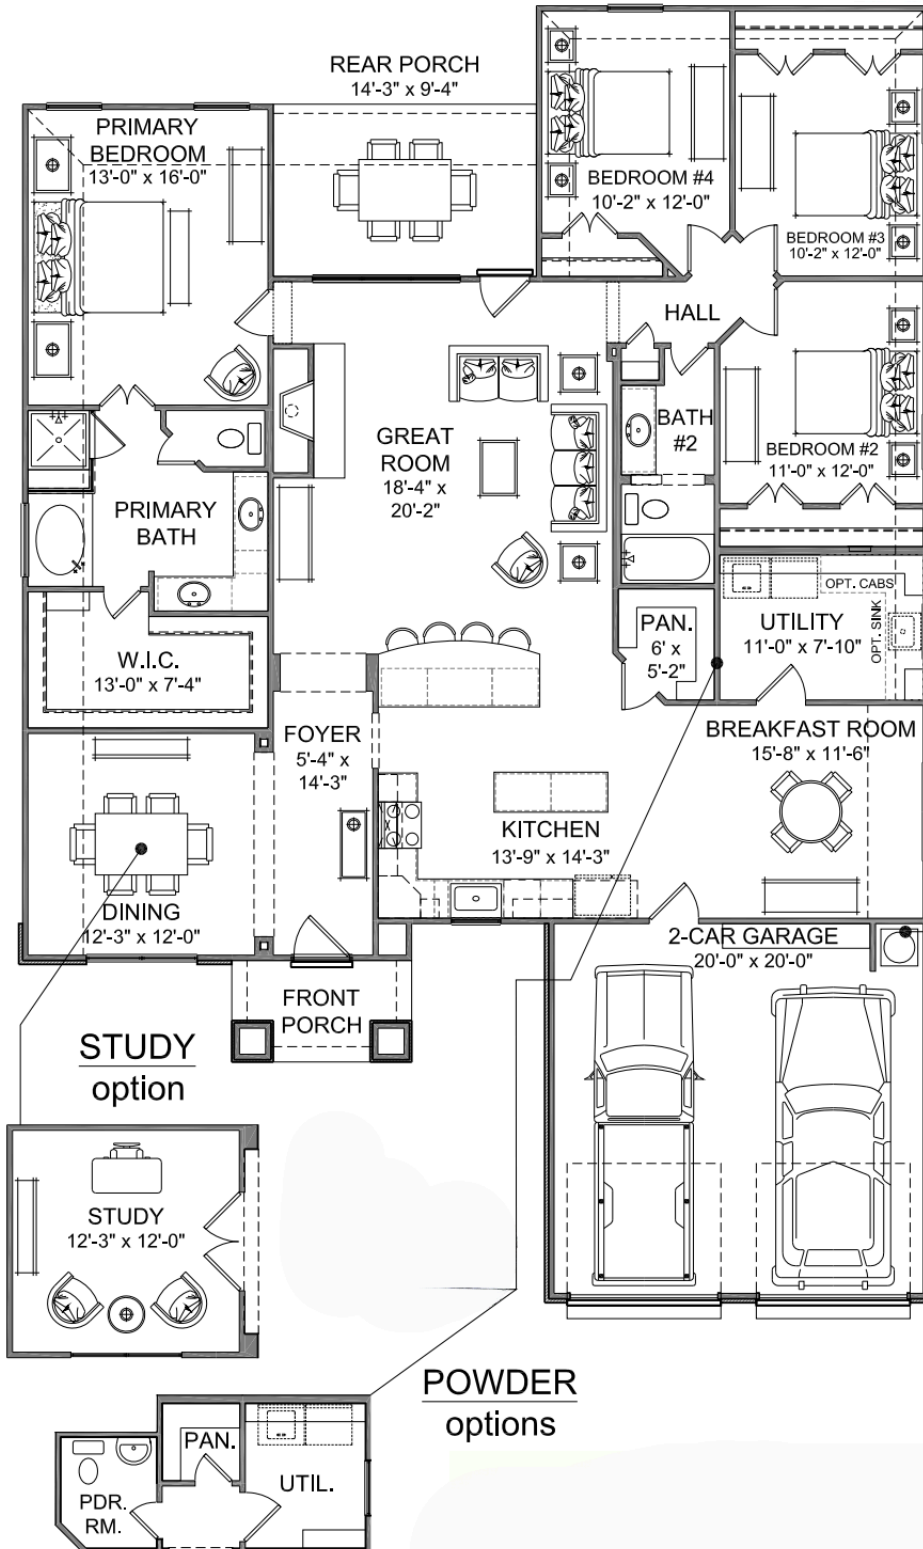 REAR PORCH
14'-3" x 9'-4"
PRIMARY
BEDROOM
13'-0" x 16'-0"
BEDROOM #4
10'-2" x 12'-0"
BEDROOM #3
10'-2" x 12'-0"
HALL
GREAT
ROOM
18'-4" x
20'-2"
BATH
#2
BEDROOM #2
11'-0" x 12'-0"
PRIMARY
BATH
OPT. CABS
OPT. SINK
UTILITY
11'-0" x 7'-10"
PAN.
6' x
5'-2"
W.I.C.
13'-0" x 7'-4"
FOYER
5'-4" x
14'-3"
BREAKFAST ROOM
15'-8" x 11'-6"
KITCHEN
13'-9" x 14'-3"
DINING
12'-3" x 12'-0"
2-CAR GARAGE
20'-0" x 20'-0"
FRONT
PORCH
STUDY
option
STUDY
12'-3" x 12'-0"
POWDER
options
PAN.
UTIL.
PDR.
RM.